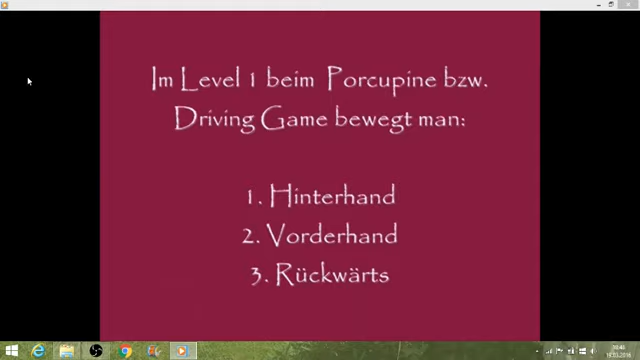 Im Level 1 beim Porcupine bzw.
Driving Game bewegt man:
1. Hinterhand
2. Vorderhand
3. Rückwärts